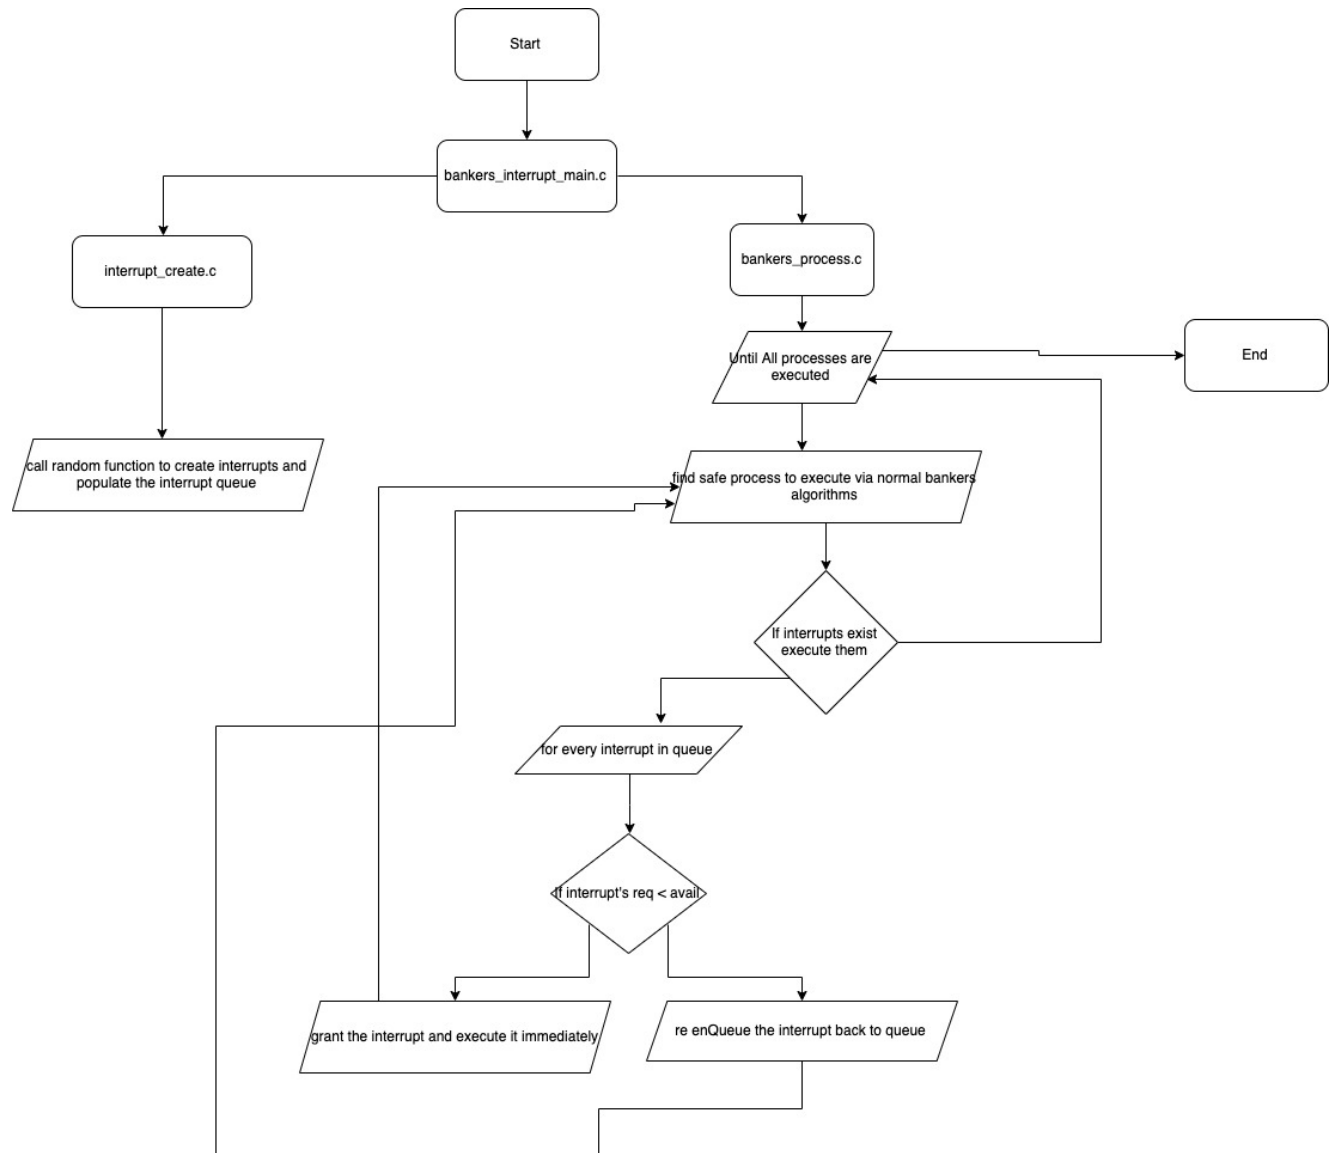 Start
bankers_interrupt_main.c
interrupt_create.c
bankers_process.c
Until All processes are
executed
End
call random function to create interrupts and
populate the interrupt queue
find safe process to execute via normal bankers
algorithms
If interrupts exist
execute them
for every interrupt in queue
If interrupt's req < avail
grant the interrupt and execute it immediately
re enQueue the interrupt back to queue